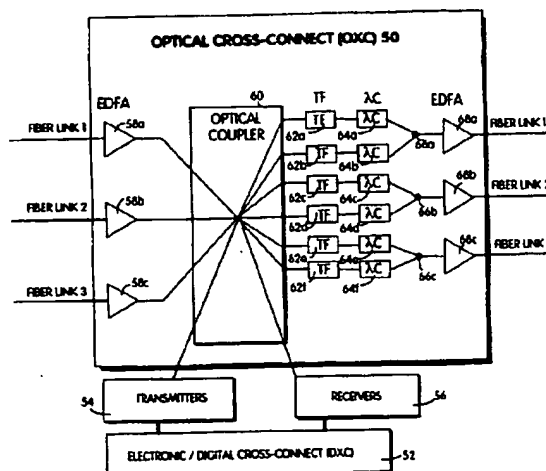 OPTICAL CROSS-CONNECT (OXC) 50
EDFA
60
TF
λC
EDFA
OPTICAL
COUPLER
FIBER LINK 1
58a
62a
TF
64a
λC
68a
68a
FIBER LINK 1
62b
TF
64b
λC
FIBER LINK 2
58b
62c
TF
64c
λC
66b
68b
FIBER LINK 2
62d
TF
64d
λC
FIBER LINK 3
58c
62e
TF
64e
λC
66c
68c
FIBER LINK
62f
TF
64f
λC
54
TRANSMITTERS
RECEIVERS
56
ELECTRONIC / DIGITAL CROSS-CONNECT (DXC)
52